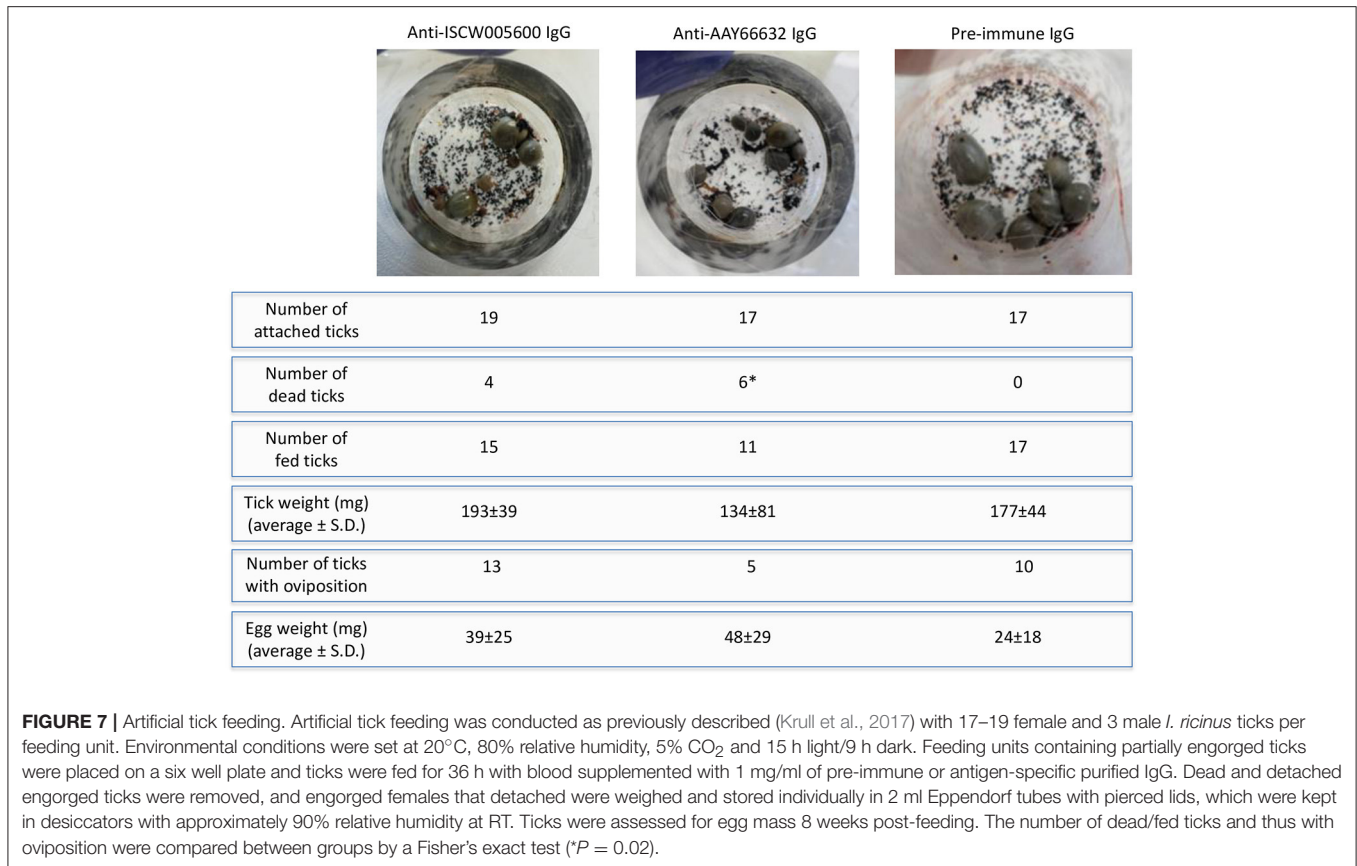 Anti-ISCW005600 IgG Anti-AAY66632 IgG Pre-immune IgG
Number of
attached ticks 19 17 17
Number of
dead ticks 4 6* 0
Number of
fed ticks 15 11 17
Tick weight (mg)
(average ± S.D.) 193±39 134±81 177±44
Number of ticks
with oviposition 13 5 10
Egg weight (mg)
(average ± S.D.) 39±25 48±29 24±18
FIGURE 7 | Artificial tick feeding. Artificial tick feeding was conducted as previously described (Krull et al., 2017) with 17–19 female and 3 male I. ricinus ticks per
feeding unit. Environmental conditions were set at 20°C, 80% relative humidity, 5% CO₂ and 15 h light/9 h dark. Feeding units containing partially engorged ticks
were placed on a six well plate and ticks were fed for 36 h with blood supplemented with 1 mg/ml of pre-immune or antigen-specific purified IgG. Dead and detached
engorged ticks were removed, and engorged females that detached were weighed and stored individually in 2 ml Eppendorf tubes with pierced lids, which were kept
in desiccators with approximately 90% relative humidity at RT. Ticks were assessed for egg mass 8 weeks post-feeding. The number of dead/fed ticks and thus with
oviposition were compared between groups by a Fisher's exact test (*P = 0.02).